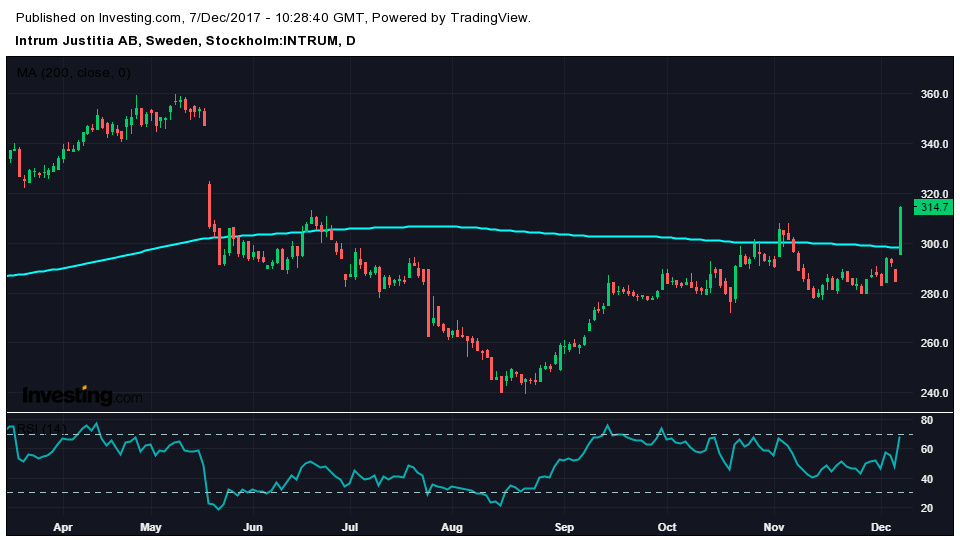 Published on Investing.com, 7/Dec/2017 - 10:28:40 GMT, Powered by TradingView.
Intrum Justitia AB, Sweden, Stockholm:INTRUM, D
MA (200, close, 0)
360.0
340.0
320.0
314.7
300.0
280.0
260.0
240.0
Investing.com
RSI (14)
80
60
40
20
Apr May Jun Jul Aug Sep Oct Nov Dec